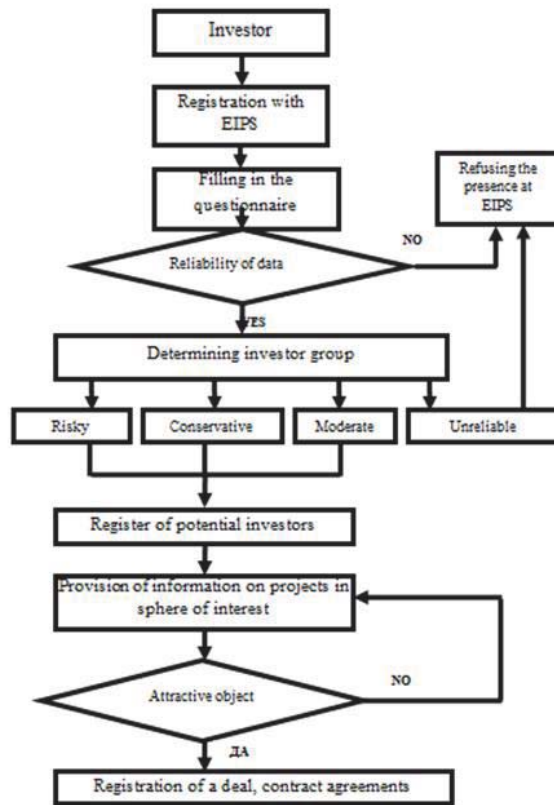 Investor
Registration with
EIPS
Filling in the
questionnaire
Refusing the
presence at
EIPS
NO
Reliability of data
YES
Determining investor group
Risky
Conservative
Moderate
Unreliable
Register of potential investors
Provision of information on projects in
sphere of interest
Attractive object
NO
ДА
Registration of a deal, contract agreements